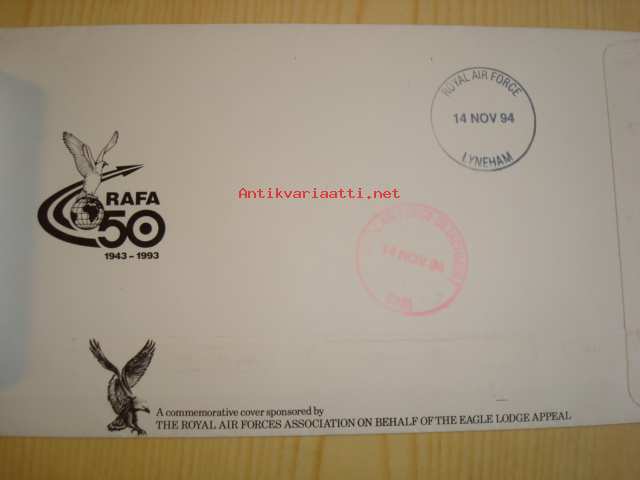 ROYAL AIR FORCE
14 NOV 94
LYNEHAM
Antikvariaatti.net
RAFA
50
1943 - 1993
14 NOV 94
A commemorative cover sponsored by
THE ROYAL AIR FORCES ASSOCIATION ON BEHALF OF THE EAGLE LODGE APPEAL